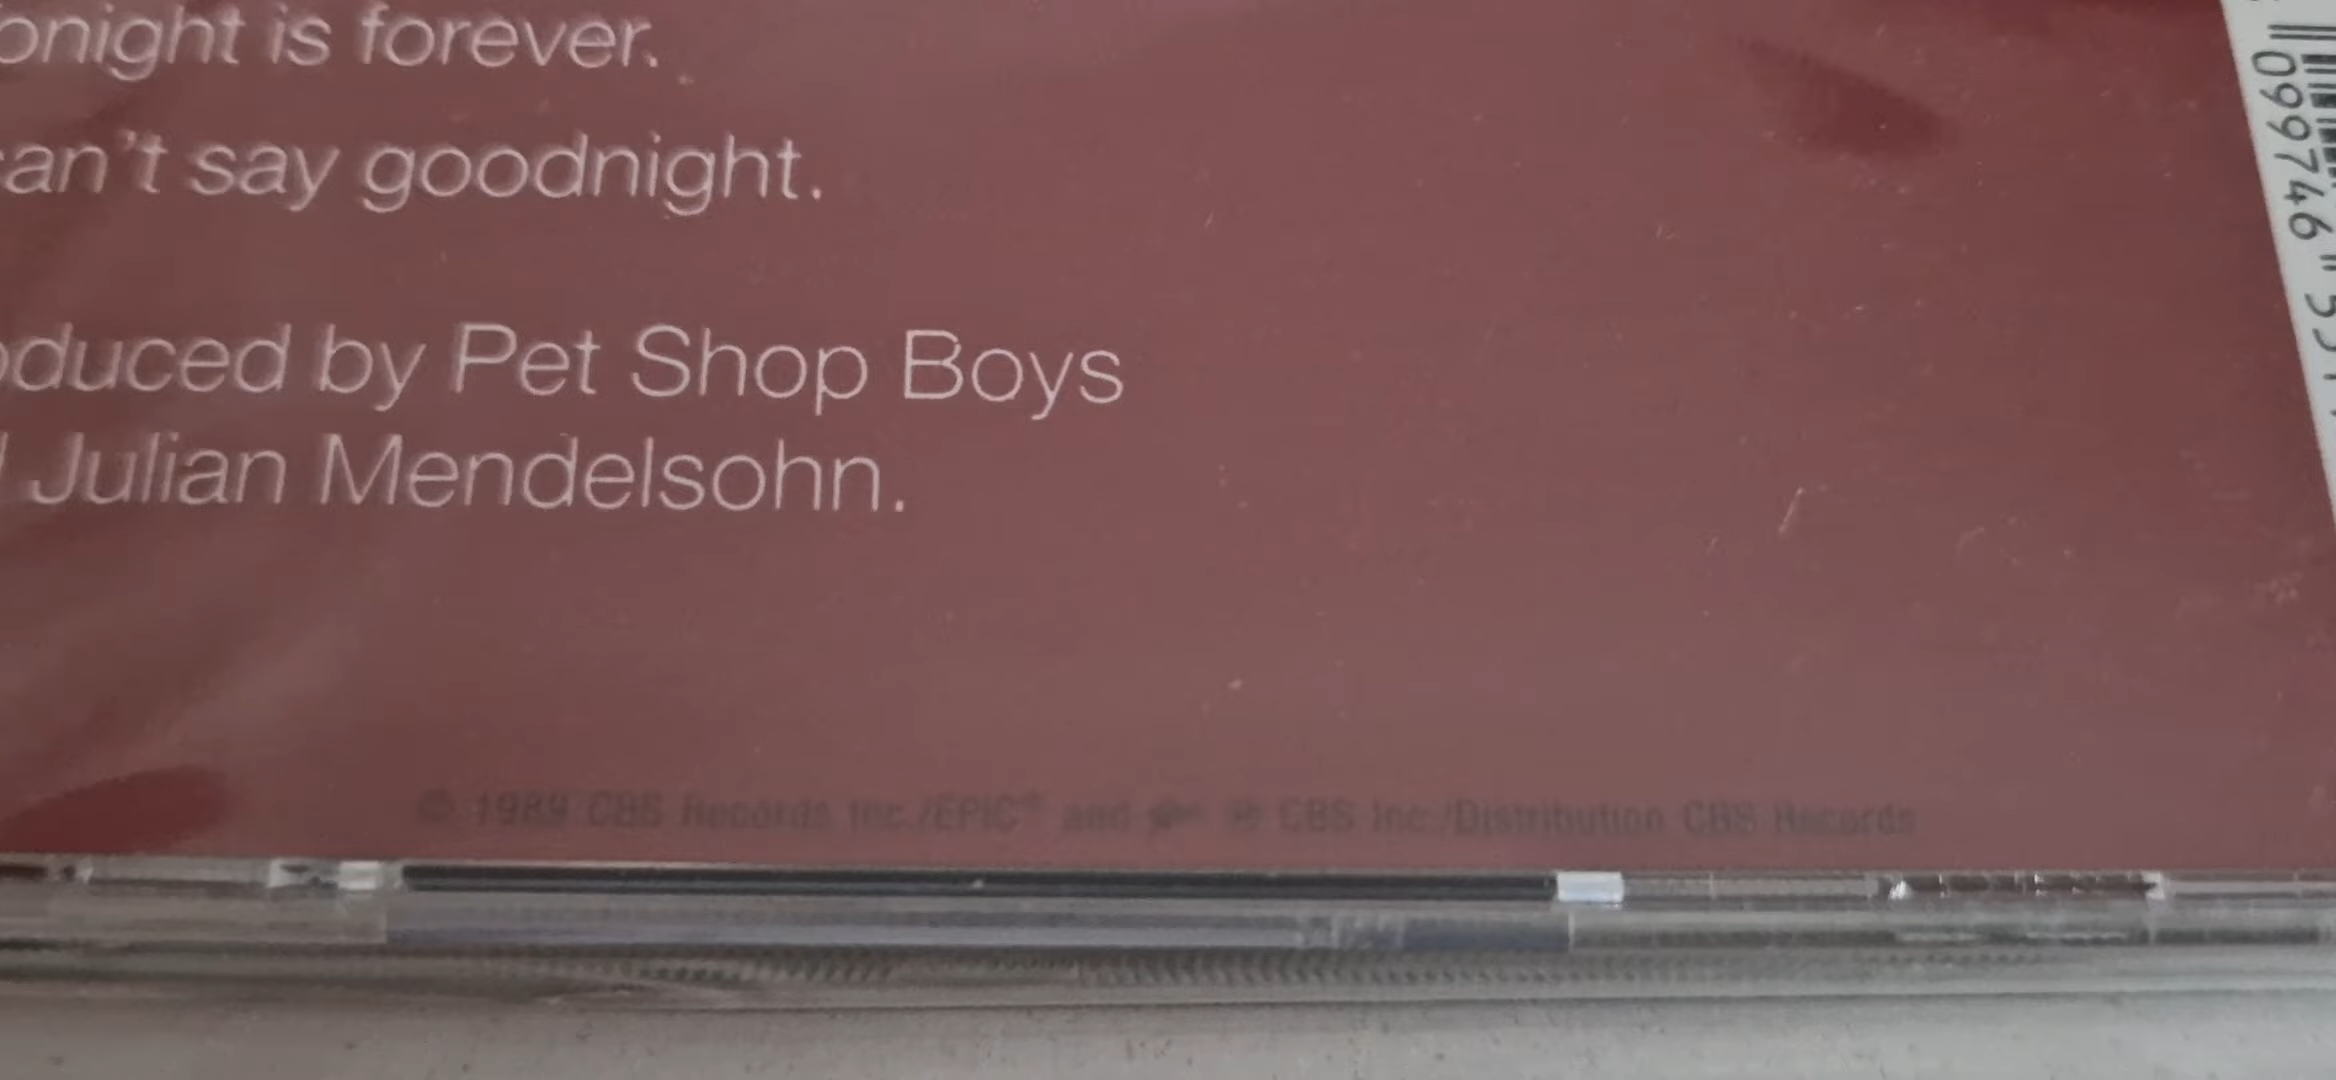 onight is forever.
an't say goodnight.
oduced by Pet Shop Boys
Julian Mendelsohn.
© 1989 CBS Records Inc./EPIC® and CBS Inc./Distribution CBS Records
099746